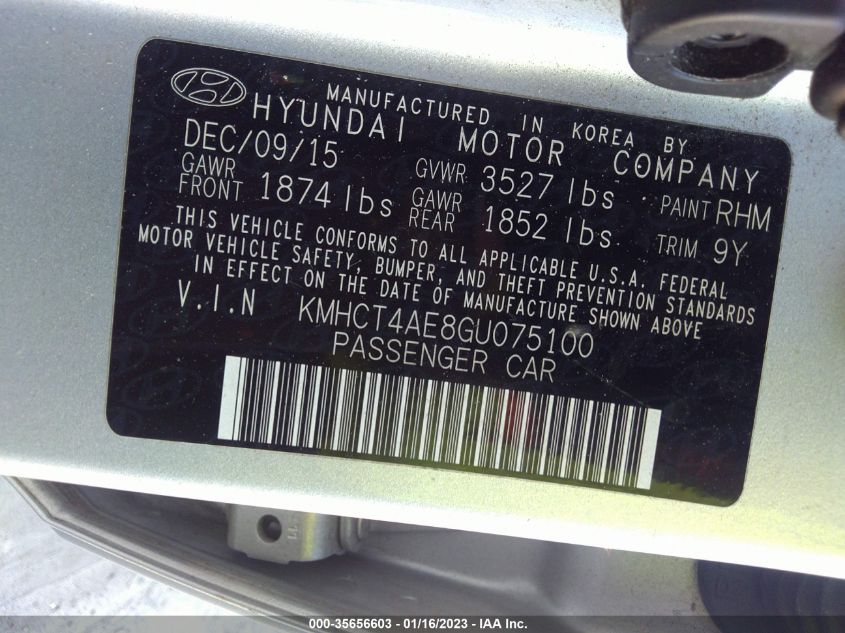 MANUFACTURED IN KOREA BY
HYUNDAI MOTOR COMPANY
DEC/09/15
GAWR FRONT 1874 lbs
GVWR 3527 lbs
GAWR REAR 1852 lbs
PAINT RHM
TRIM 9Y
THIS VEHICLE CONFORMS TO ALL APPLICABLE U.S.A. FEDERAL
MOTOR VEHICLE SAFETY, BUMPER, AND THEFT PREVENTION STANDARDS
IN EFFECT ON THE DATE OF MANUFACTURE SHOWN ABOVE.
V.I.N KMHCT4AE8GU075100
PASSENGER CAR
000-35656603 - 01/16/2023 - IAA Inc.